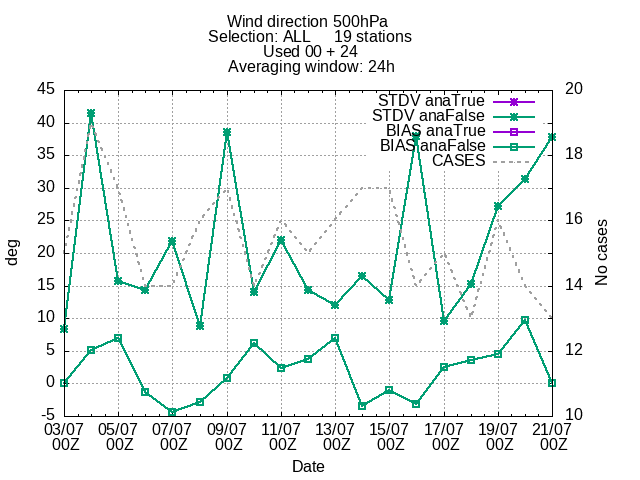 Wind direction 500hPa
Selection: ALL 19 stations
Used 00 + 24
Averaging window: 24h
STDV anaTrue
STDV anaFalse
BIAS anaTrue
BIAS anaFalse
CASES
45
40
35
30
25
20
15
10
5
0
-5
deg
20
18
16
14
12
10
No cases
03/07 05/07 07/07 09/07 11/07 13/07 15/07 17/07 19/07 21/07
00Z 00Z 00Z 00Z 00Z 00Z 00Z 00Z 00Z 00Z
Date